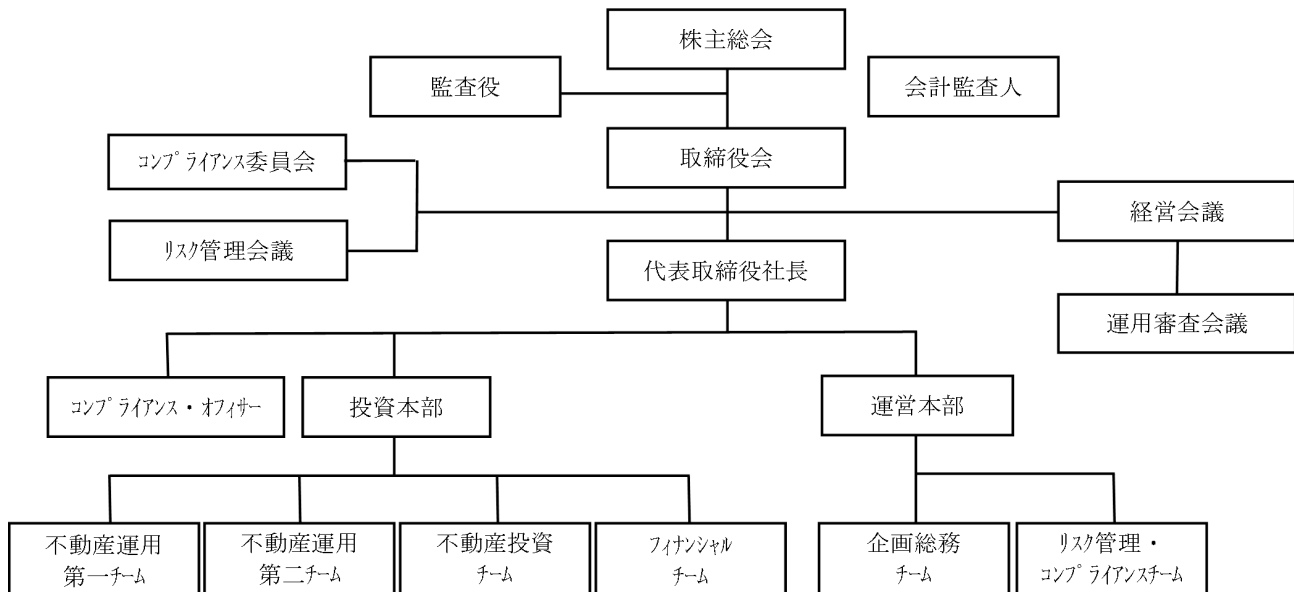 株主総会
監査役
会計監査人
コンプライアンス委員会
取締役会
経営会議
リスク管理会議
代表取締役社長
運用審査会議
コンプライアンス・オフィサー
投資本部
運営本部
不動産運用
第一チーム
不動産運用
第二チーム
不動産投資
チーム
フィナンシャル
チーム
企画総務
チーム
リスク管理・
コンプライアンスチーム